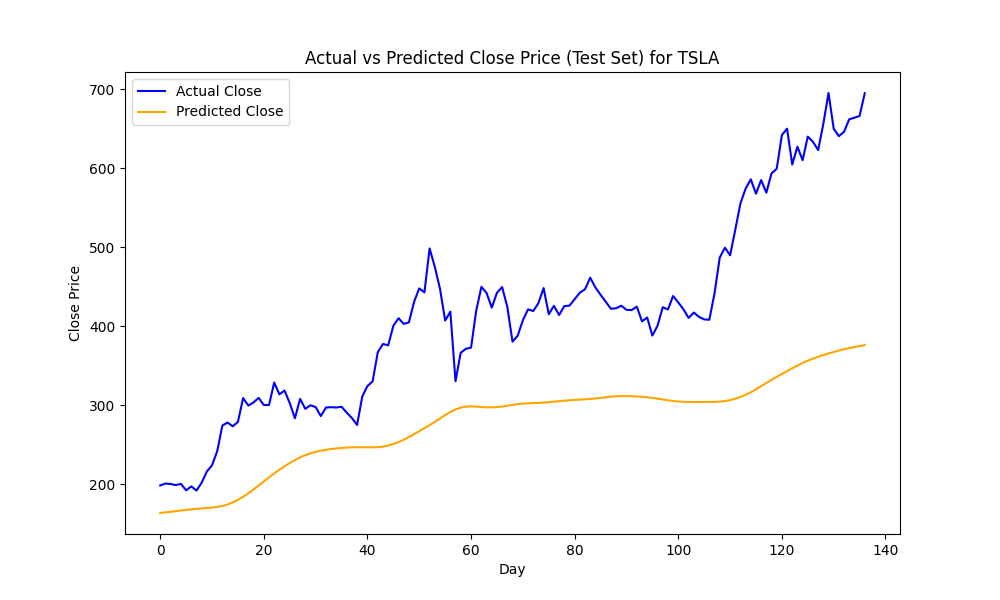 Actual vs Predicted Close Price (Test Set) for TSLA
Actual Close
Predicted Close
Close Price
700
600
500
400
300
200
0 20 40 60 80 100 120 140
Day